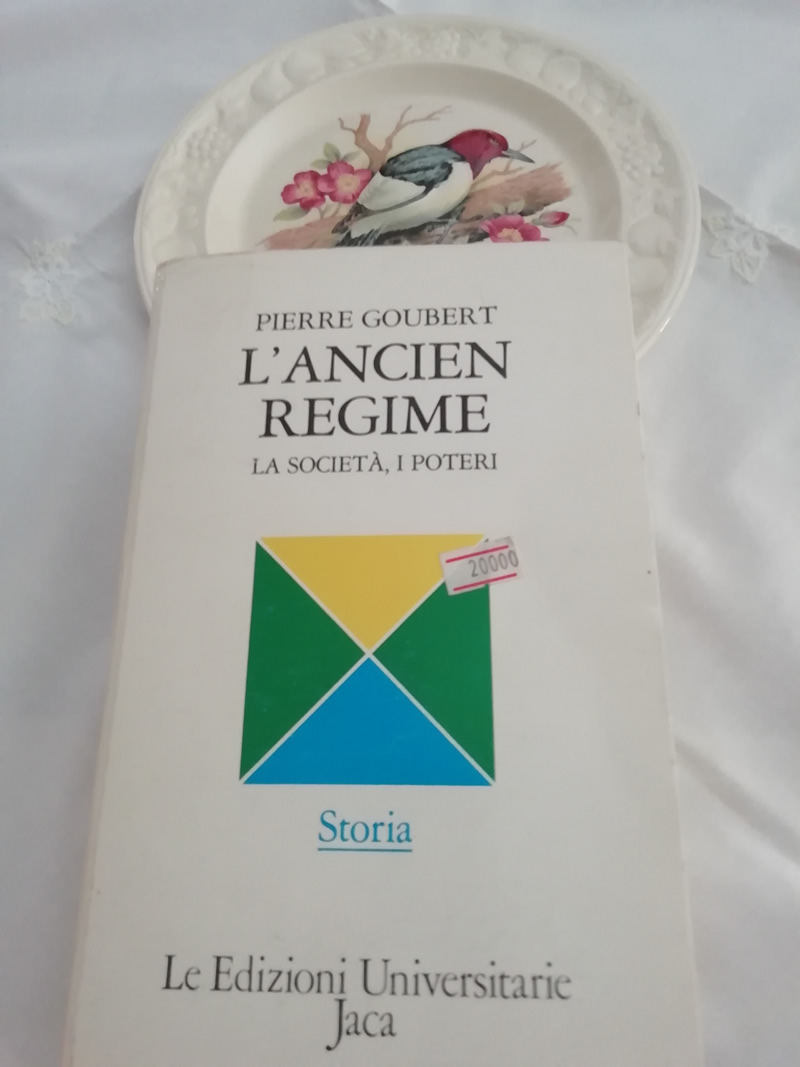 PIERRE GOUBERT
L'ANCIEN
REGIME
LA SOCIETÀ, I POTERI
20000
Storia
Le Edizioni Universitarie
Jaca